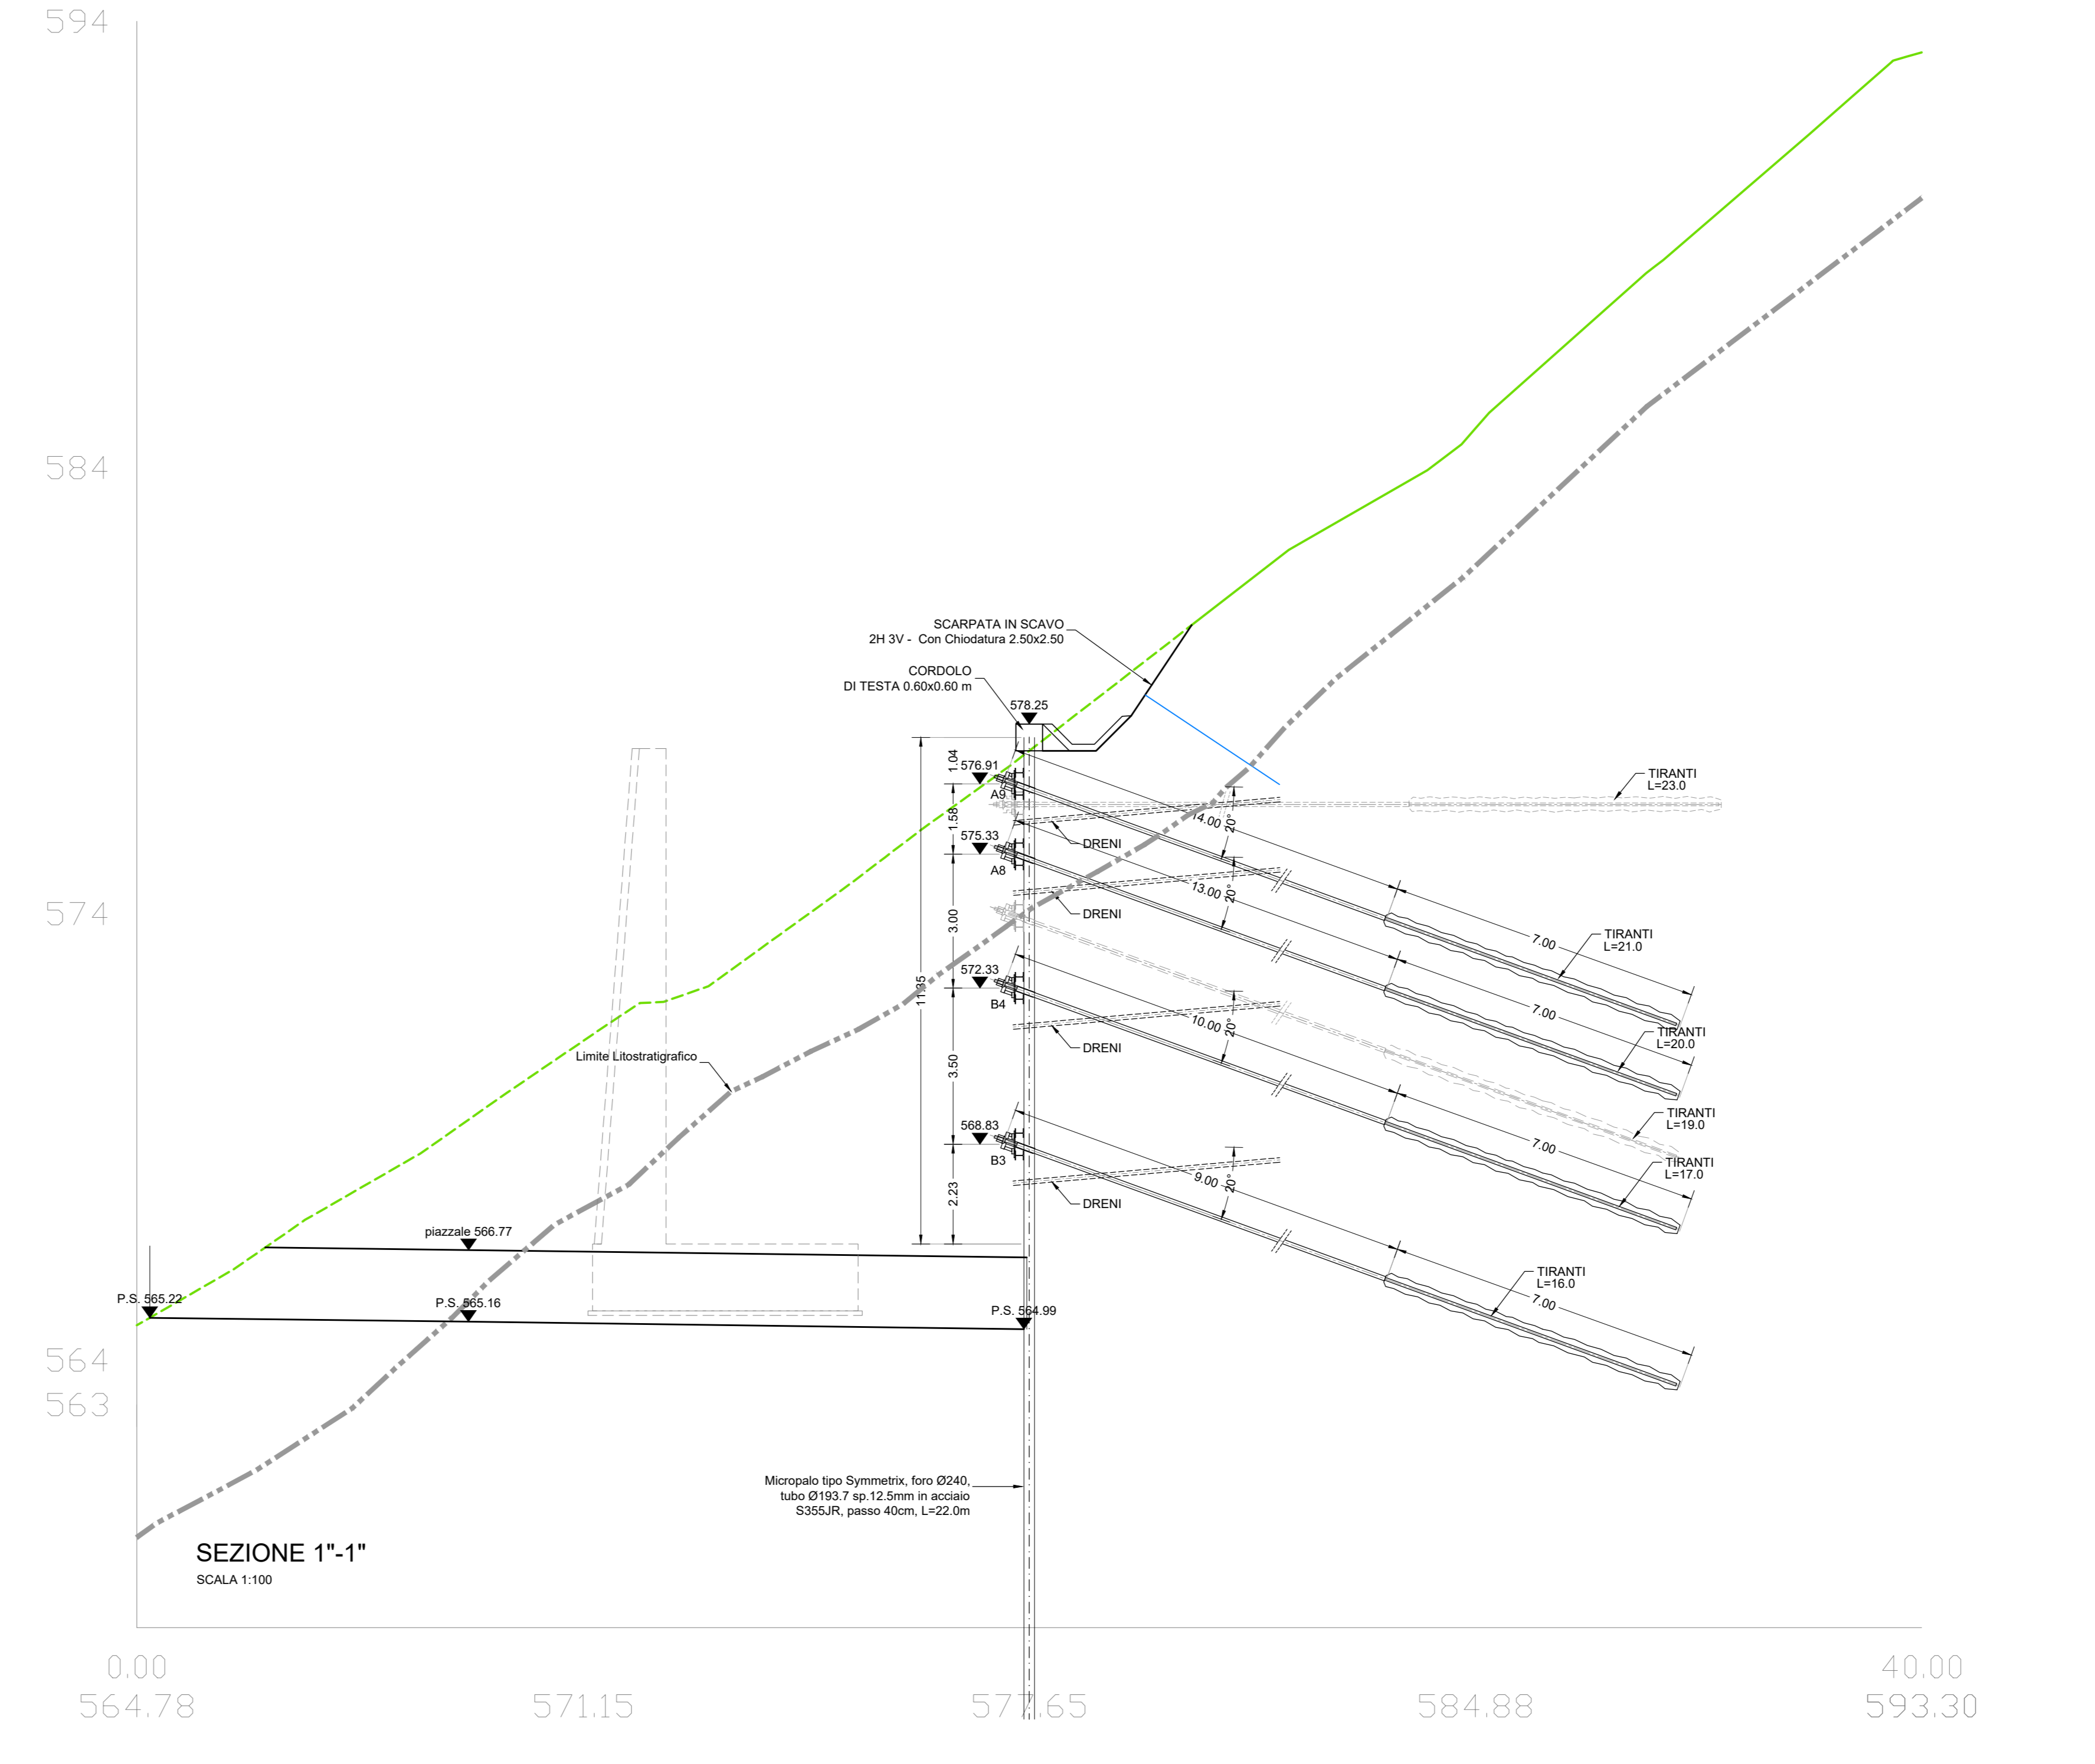 594
584
574
564
563
SCARPATA IN SCAVO
2H 3V - Con Chiodatura 2.50x2.50
CORDOLO
DI TESTA 0.60x0.60 m
578.25
576.91
1.04
A9
1.58
575.33
A8
3.00
572.33
B4
11.35
3.50
568.83
B3
2.23
14.00
20°
DRENI
13.00
20°
DRENI
10.00
20°
DRENI
9.00
20°
DRENI
TIRANTI
L=23.0
7.00
TIRANTI
L=21.0
7.00
TIRANTI
L=20.0
TIRANTI
L=19.0
7.00
TIRANTI
L=17.0
TIRANTI
L=16.0
7.00
Limite Litostratigrafico
piazzale 566.77
P.S. 565.22
P.S. 565.16
P.S. 564.99
Micropalo tipo Symmetrix, foro Ø240,
tubo Ø193.7 sp.12.5mm in acciaio
S355JR, passo 40cm, L=22.0m
SEZIONE 1"-1"
SCALA 1:100
0.00
40.00
564.78
571.15
577.65
584.88
593.30